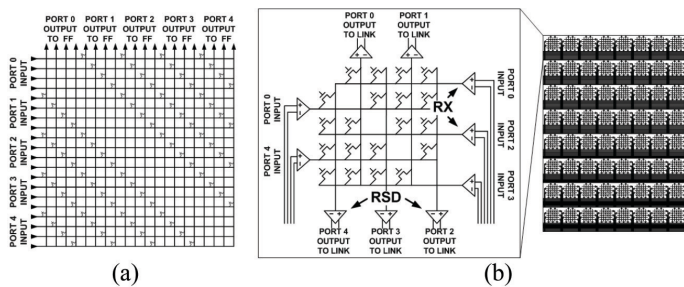 PORT 0 PORT 1 PORT 2 PORT 3 PORT 4
OUTPUT OUTPUT OUTPUT OUTPUT OUTPUT
TO FF TO FF TO FF TO FF TO FF
PORT 0
INPUT
PORT 1
INPUT
PORT 2
INPUT
PORT 3
INPUT
PORT 4
INPUT
(a)
PORT 0
OUTPUT
TO LINK
PORT 1
OUTPUT
TO LINK
PORT 0
INPUT
PORT 4
INPUT
RX
PORT 0
INPUT
PORT 2
INPUT
PORT 3
INPUT
RSD
PORT 4
OUTPUT
TO LINK
PORT 3
OUTPUT
TO LINK
PORT 2
OUTPUT
TO LINK
(b)